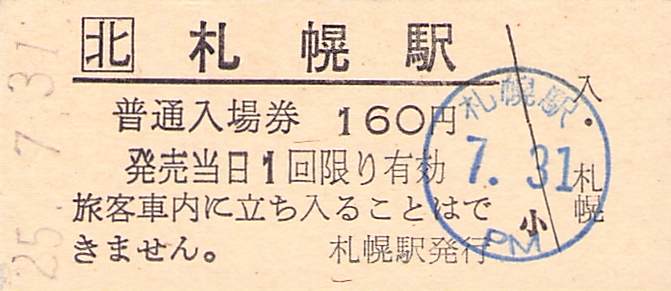 北 札幌駅
普通入場券 160円
発売当日1回限り有効
旅客車内に立ち入ることはで
きません。 札幌駅発行
25. 7. 31
札幌駅
7. 31
PM
小
入。札幌